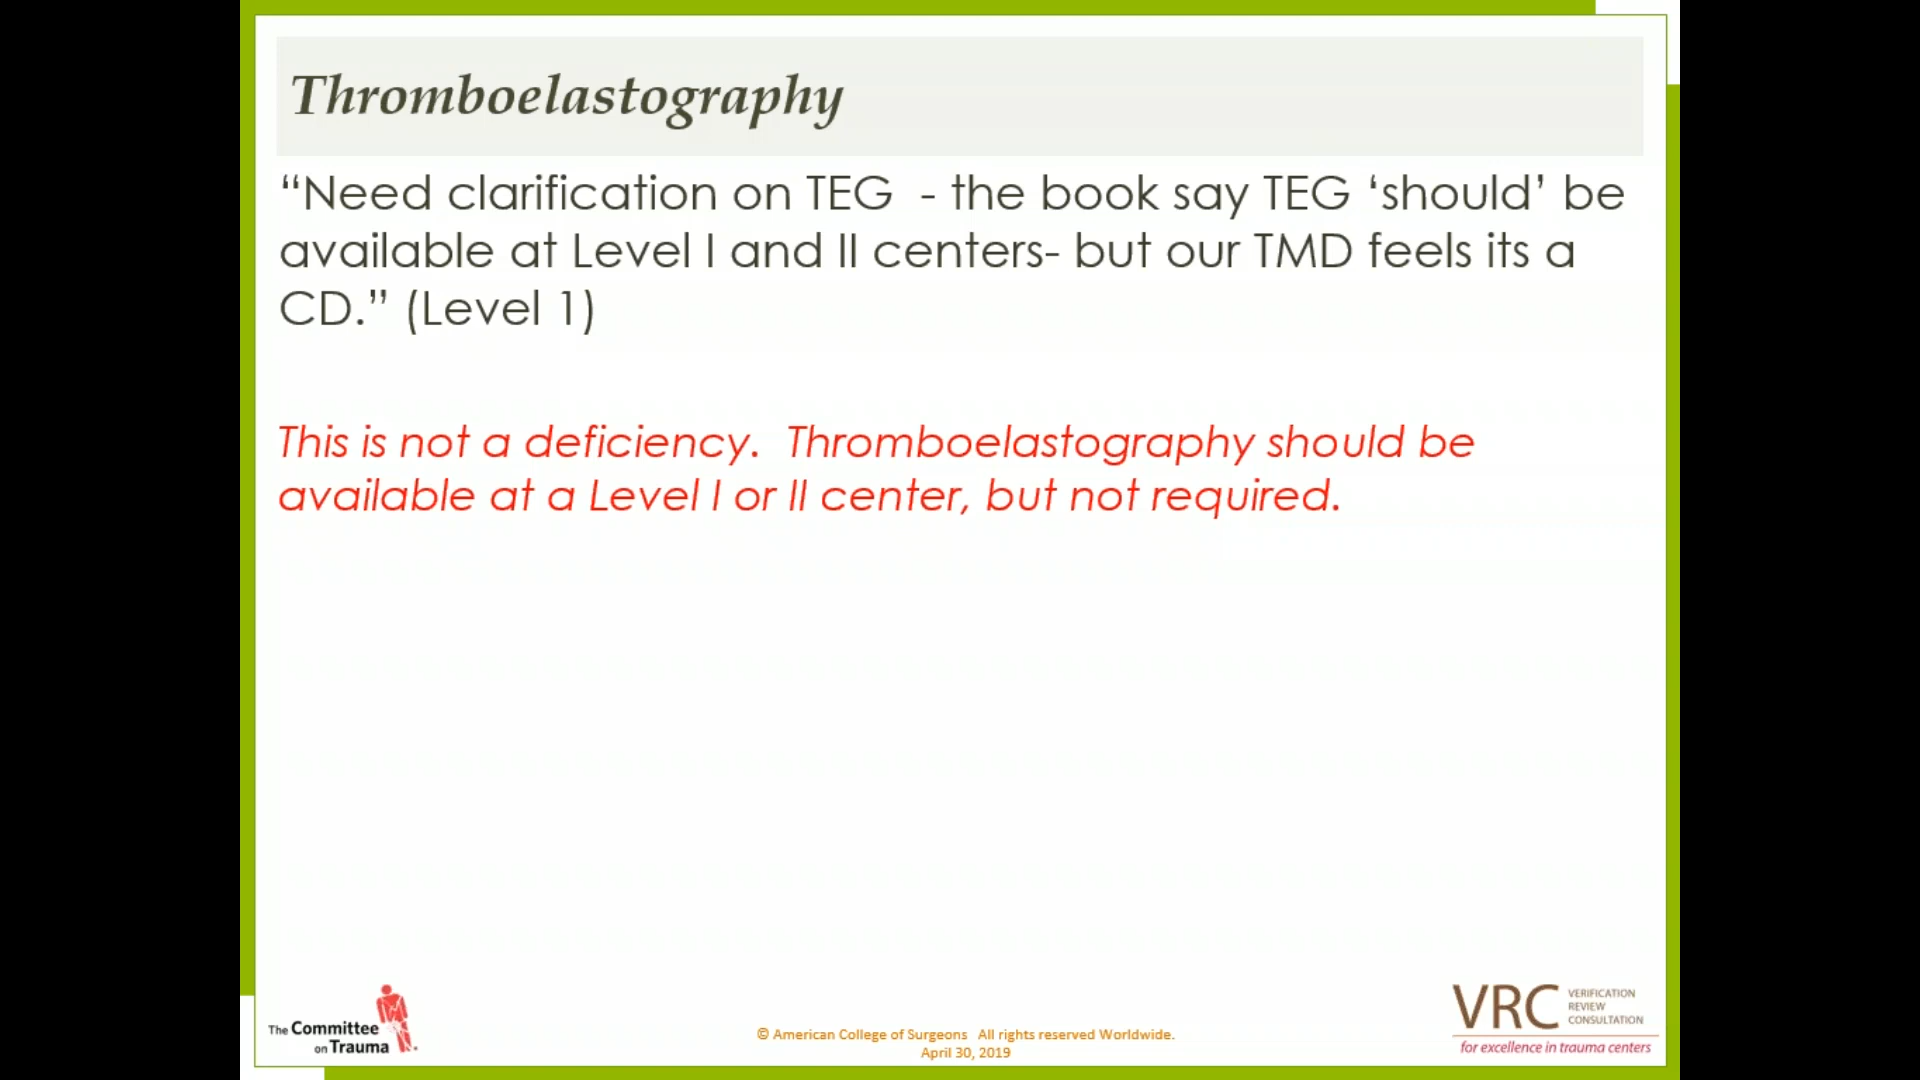 Thromboelastography
“Need clarification on TEG  - the book say TEG ‘should’ be
available at Level I and II centers- but our TMD feels its a
CD.” (Level 1)
This is not a deficiency.  Thromboelastography should be
available at a Level I or II center, but not required.
The Committee
on Trauma
© American College of Surgeons   All rights reserved Worldwide.
April 30, 2019
VRC
VERIFICATION
REVIEW
CONSULTATION
for excellence in trauma centers